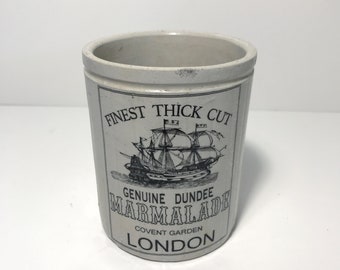 FINEST THICK CUT
GENUINE DUNDEE
MARMALADE
COVENT GARDEN
LONDON